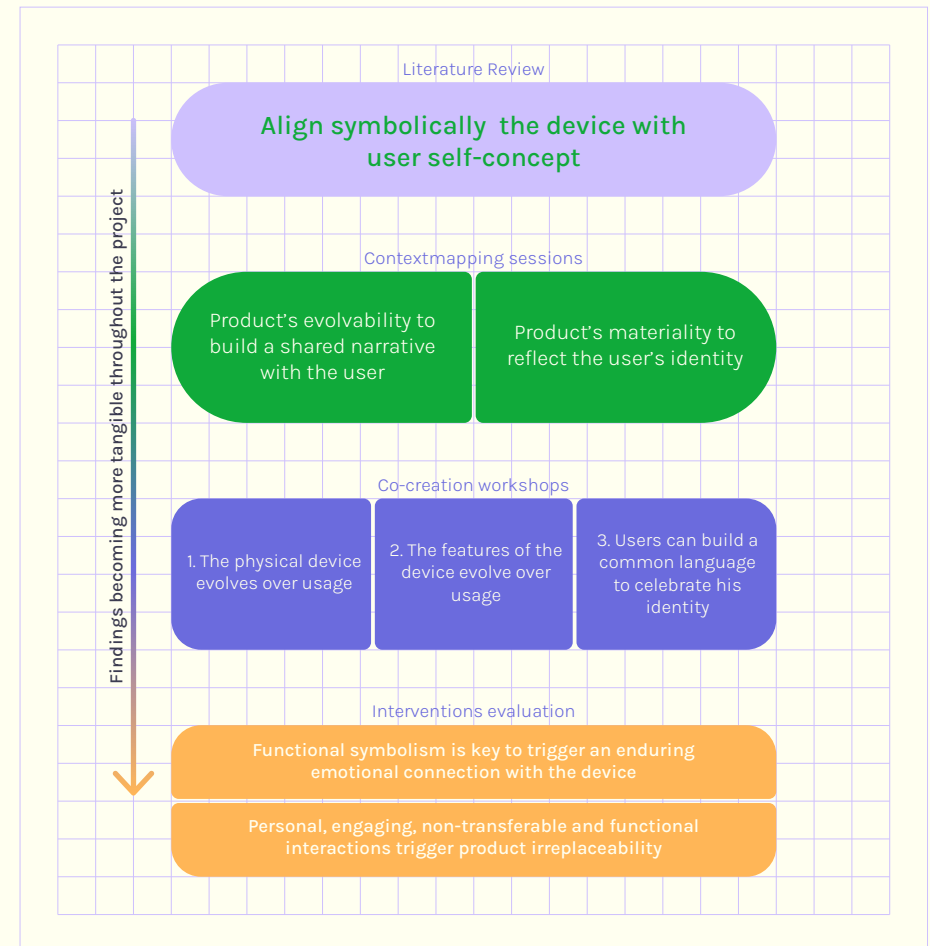 Literature Review
Align symbolically  the device with
user self-concept
Findings becoming more tangible throughout the project
Contextmapping sessions
Product’s evolvability to
build a shared narrative
with the user
Product’s materiality to
reflect the user’s identity
Co-creation workshops
1. The physical device
evolves over usage
2. The features of the
device evolve over
usage
3. Users can build a
common language
to celebrate his
identity
Interventions evaluation
Functional symbolism is key to trigger an enduring
emotional connection with the device
Personal, engaging, non-transferable and functional
interactions trigger product irreplaceability